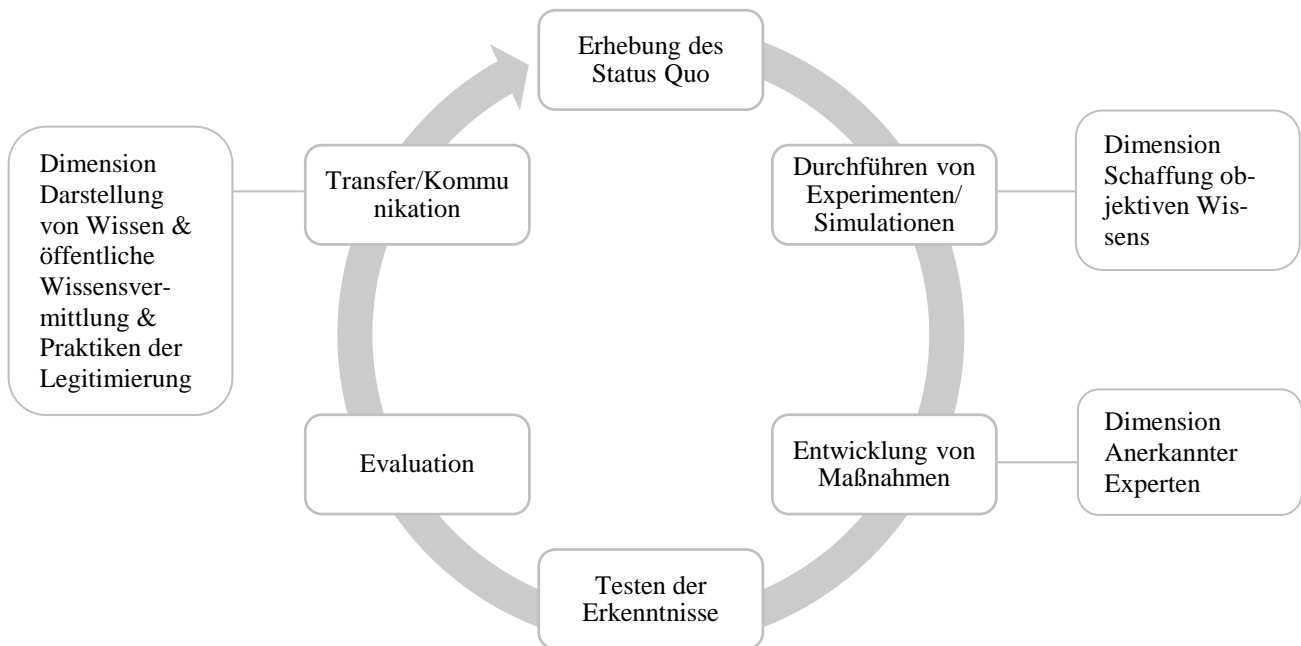 Erhebung des
Status Quo
Dimension
Darstellung
von Wissen &
öffentliche
Wissensver-
mittlung &
Praktiken der
Legitimierung
Transfer/Kommu
nikation
Durchführen von
Experimenten/
Simulationen
Dimension
Schaffung ob-
jektiven Wis-
sens
Evaluation
Entwicklung von
Maßnahmen
Dimension
Anerkannter
Experten
Testen der
Erkenntnisse